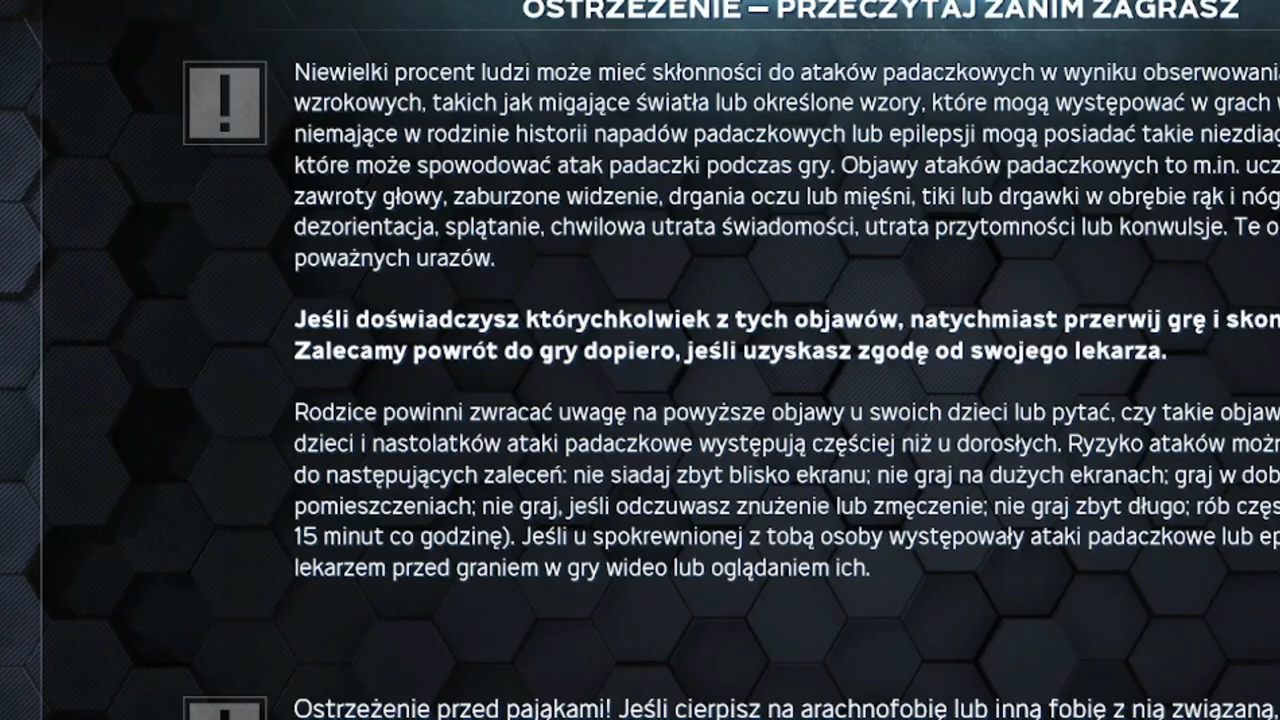 OSTRZEŻENIE – PRZECZYTAJ ZANIM ZAGRASZ
Niewielki procent ludzi może mieć skłonności do ataków padaczkowych w wyniku
wzrokowych, takich jak migające światła lub określone wzory, które mogą występować w grach
niemające w rodzinie historii napadów padaczkowych lub epilepsji mogą posiadać takie
które może spowodować atak padaczki podczas gry. Objawy ataków padaczkowych to m.in.
zawroty głowy, zaburzone widzenie, drgania oczu lub mięśni, tiki lub drgawki w obrębie rąk i nóg
dezorientacja, splątanie, chwilowa utrata świadomości, utrata przytomności lub konwulsje. Te
poważnych urazów.
Jeśli doświadczysz którychkolwiek z tych objawów, natychmiast przerwij grę i
Zalecamy powrót do gry dopiero, jeśli uzyskasz zgodę od swojego lekarza.
Rodzice powinni zwracać uwagę na powyższe objawy u swoich dzieci lub pytać, czy takie
dzieci i nastolatków ataki padaczkowe występują częściej niż u dorosłych. Ryzyko ataków
do następujących zaleceń: nie siadaj zbyt blisko ekranu; nie graj na dużych ekranach; graj w
pomieszczeniach; nie graj, jeśli odczuwasz znużenie lub zmęczenie; nie graj zbyt długo; rób
15 minut co godzinę). Jeśli u spokrewnionej z tobą osoby występowały ataki padaczkowe lub
lekarzem przed graniem w gry wideo lub oglądaniem ich.
Ostrzeżenie przed pająkami! Jeśli cierpisz na arachnofobię lub inną fobię z nią związaną